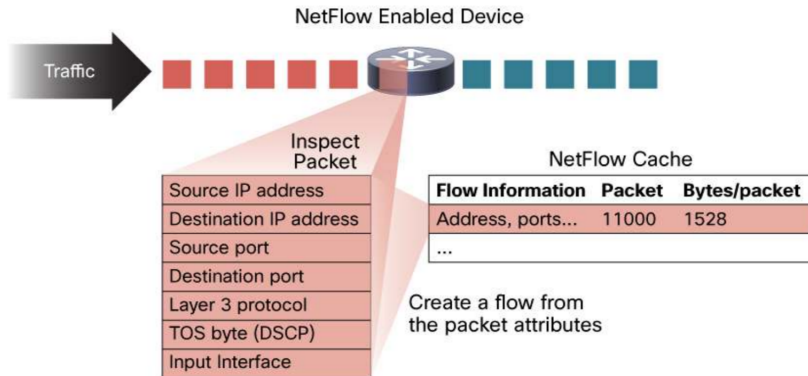 NetFlow Enabled Device
Traffic
Inspect
Packet
Source IP address
Destination IP address
Source port
Destination port
Layer 3 protocol
TOS byte (DSCP)
Input Interface
NetFlow Cache
Flow Information Packet Bytes/packet
Address, ports... 11000 1528
...
Create a flow from
the packet attributes